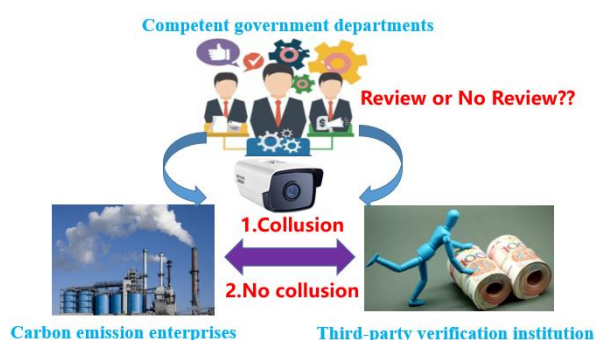 Competent government departments
Review or No Review??
1.Collusion
2.No collusion
Carbon emission enterprises
Third-party verification institution